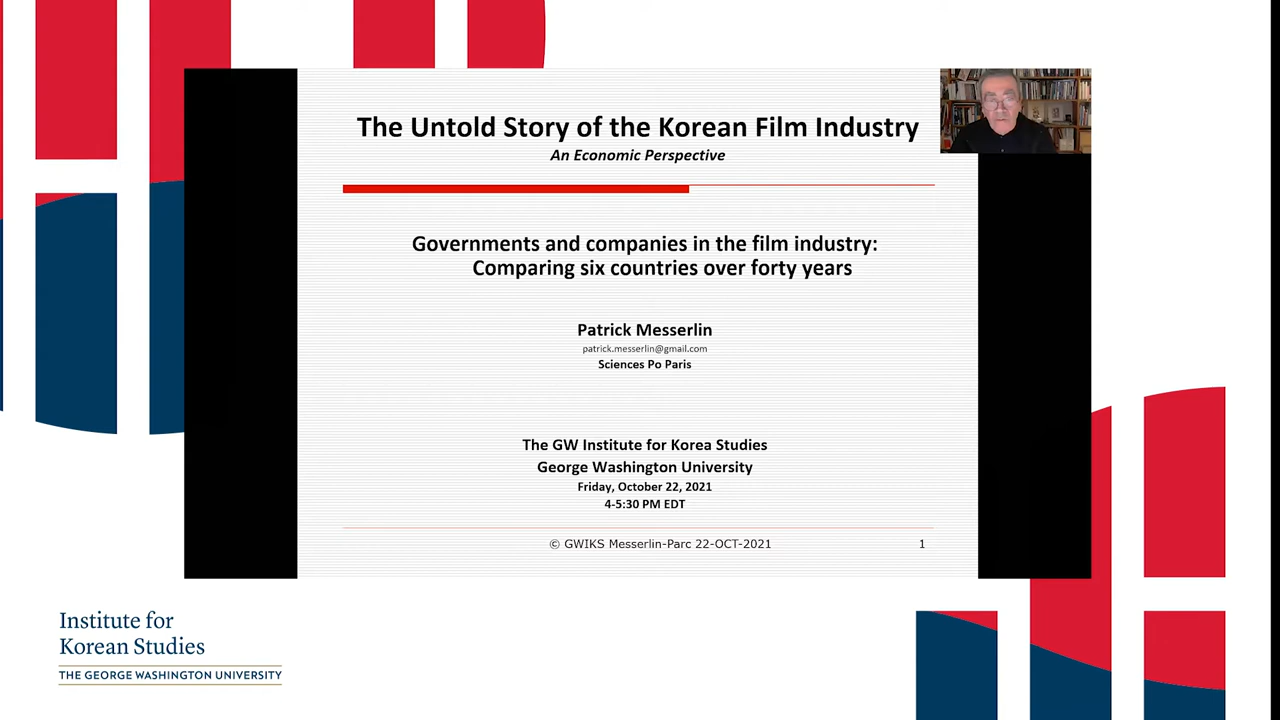 The Untold Story of the Korean Film Industry
An Economic Perspective
Governments and companies in the film industry:
Comparing six countries over forty years
Patrick Messerlin
patrick.messerlin@gmail.com
Sciences Po Paris
The GW Institute for Korea Studies
George Washington University
Friday, October 22, 2021
4-5:30 PM EDT
© GWIKS Messerlin-Parc 22-OCT-2021
1
Institute for
Korean Studies
THE GEORGE WASHINGTON UNIVERSITY